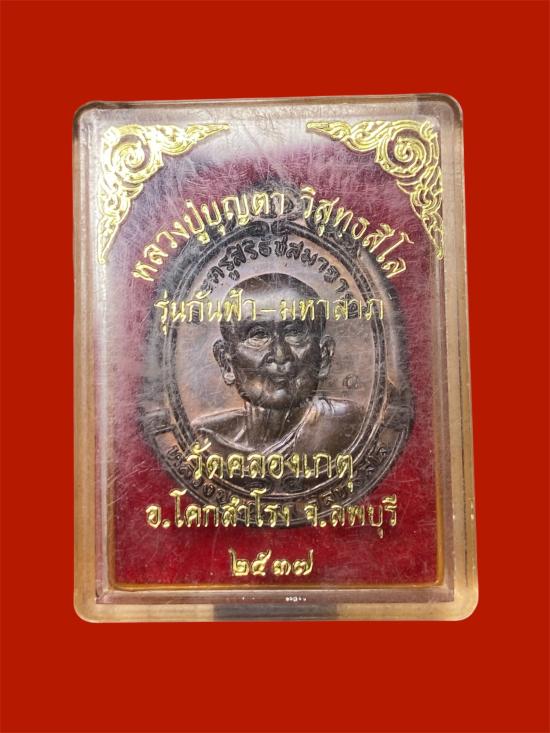 หลวงปู่บุญตา วิสุทธสีโล
รุ่นกันฟ้า-มหาลาภ
วัดคลองเกตุ
อ.โคกสำโรง จ.ลพบุรี
๒๕๓๗